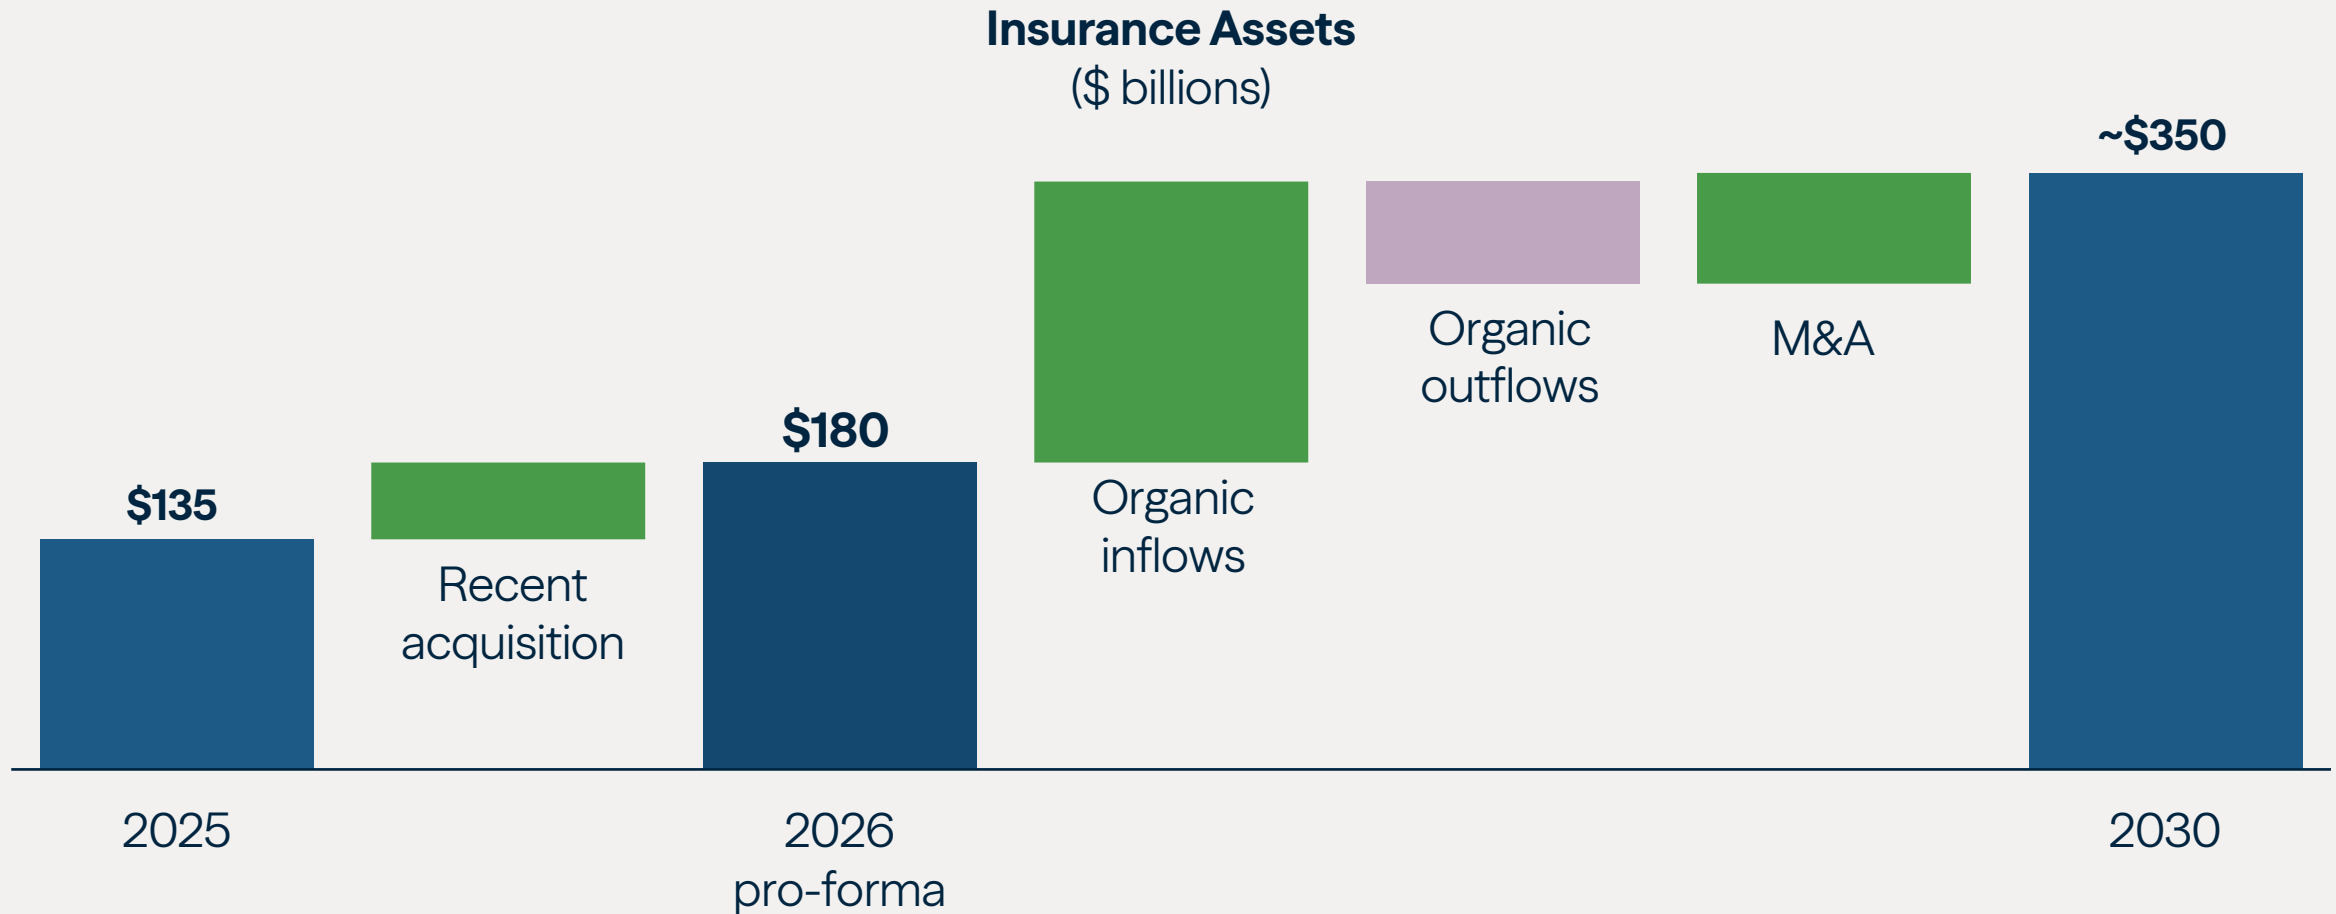 Insurance Assets
($ billions)
$135
Recent
acquisition
$180
Organic
inflows
Organic
outflows
M&A
~$350
2025
2026
pro-forma
2030